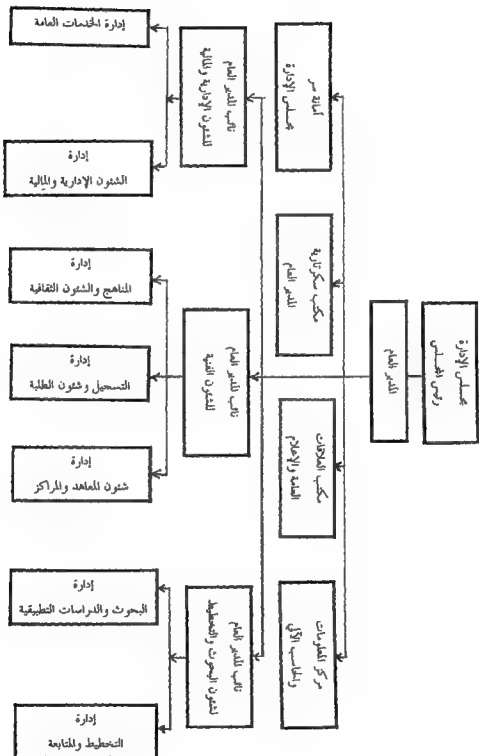 مجلس الإدارة
رئيس المجلس
المدير العام
أمانة سر
مجلس الإدارة
مكتب سكرتارية
المدير العام
مكتب العلاقات
العامة والإعلام
مركز المعلومات
والحاسب الآلي
نائب المدير العام
للشئون الإدارية والمالية
نائب المدير العام
للشئون الفنية
نائب المدير العام
لشئون البحوث والتخطيط
إدارة الخدمات العامة
إدارة
الشئون الإدارية والمالية
إدارة
المناهج والشئون الثقافية
إدارة
التسجيل وشئون الطلبة
إدارة
شئون المعاهد والمراكز
إدارة
البحوث والدراسات التطبيقية
إدارة
التخطيط والمتابعة